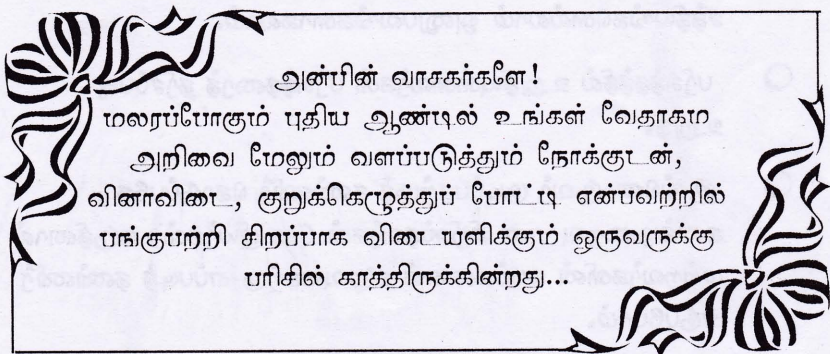 அன்பின் வாசகர்களே!
மலரப்போகும் புதிய ஆண்டில் உங்கள் வேதாகம
அறிவை மேலும் வளப்படுத்தும் நோக்குடன்,
வினாவிடை, குறுக்கெழுத்துப் போட்டி என்பவற்றில்
பங்குபற்றி சிறப்பாக விடையளிக்கும் ஒருவருக்கு
பரிசில் காத்திருக்கின்றது...